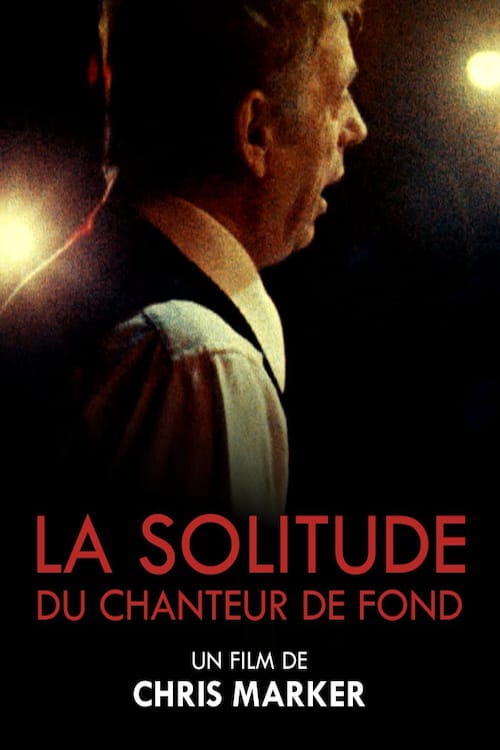 LA SOLITUDE
DU CHANTEUR DE FOND
UN FILM DE
CHRIS MARKER